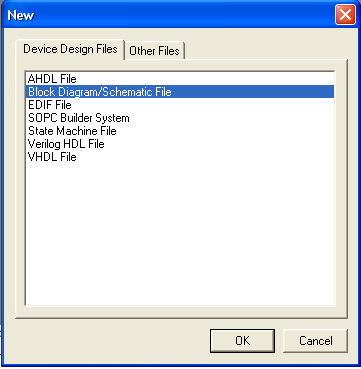 New
Device Design Files Other Files
AHDL File
Block Diagram/Schematic File
EDIF File
SOPC Builder System
State Machine File
Verilog HDL File
VHDL File
OK Cancel